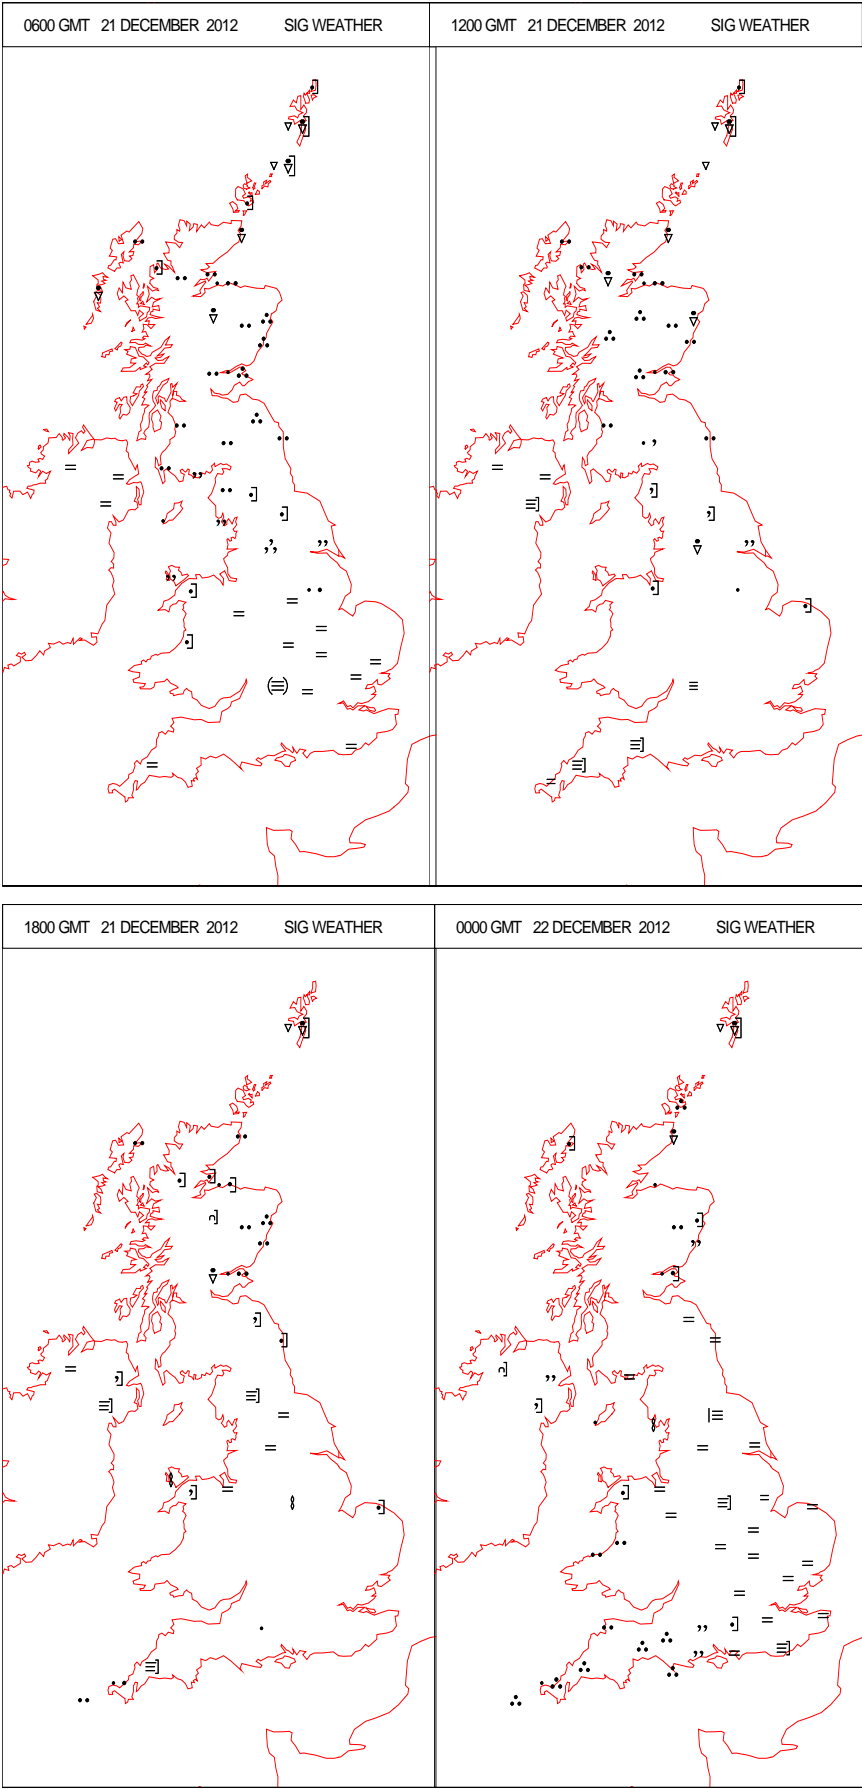 0600 GMT 21 DECEMBER 2012 SIG WEATHER
1200 GMT 21 DECEMBER 2012 SIG WEATHER
1800 GMT 21 DECEMBER 2012 SIG WEATHER
0000 GMT 22 DECEMBER 2012 SIG WEATHER